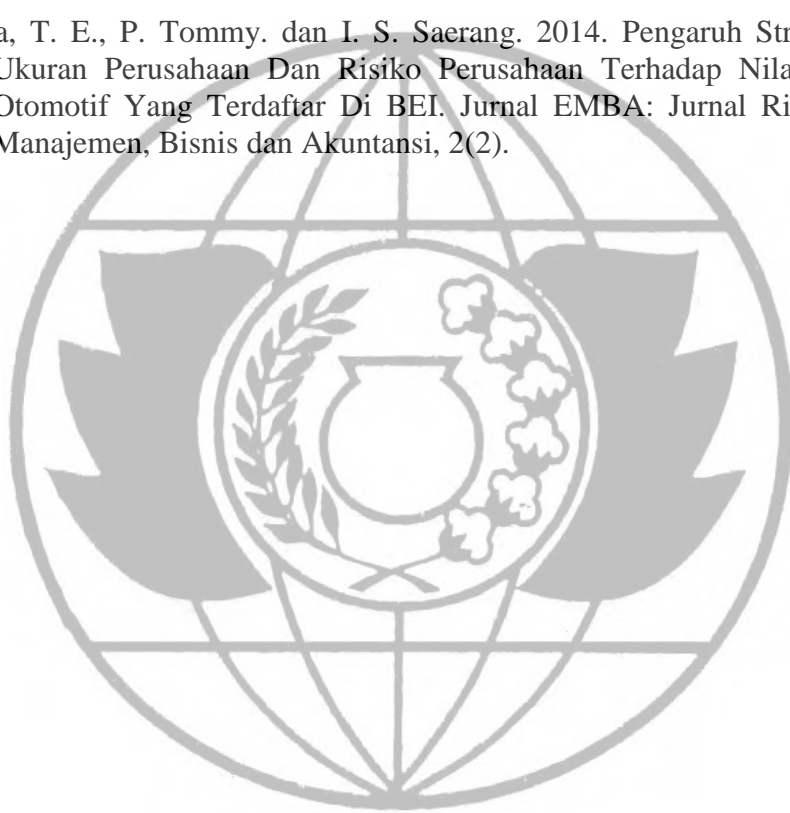 a, T. E., P. Tommy. dan I. S. Saerang. 2014. Pengaruh Str
Ukuran Perusahaan Dan Risiko Perusahaan Terhadap Nila
Otomotif Yang Terdaftar Di BEI. Jurnal EMBA: Jurnal Ri
Manajemen, Bisnis dan Akuntansi, 2(2).